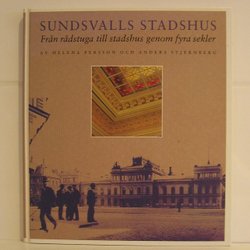 SUNDSVALLS STADSHUS
Från rådstuga till stadshus genom fyra sekler
AV HELENA PERSSON OCH ANDERS STJERNBERG